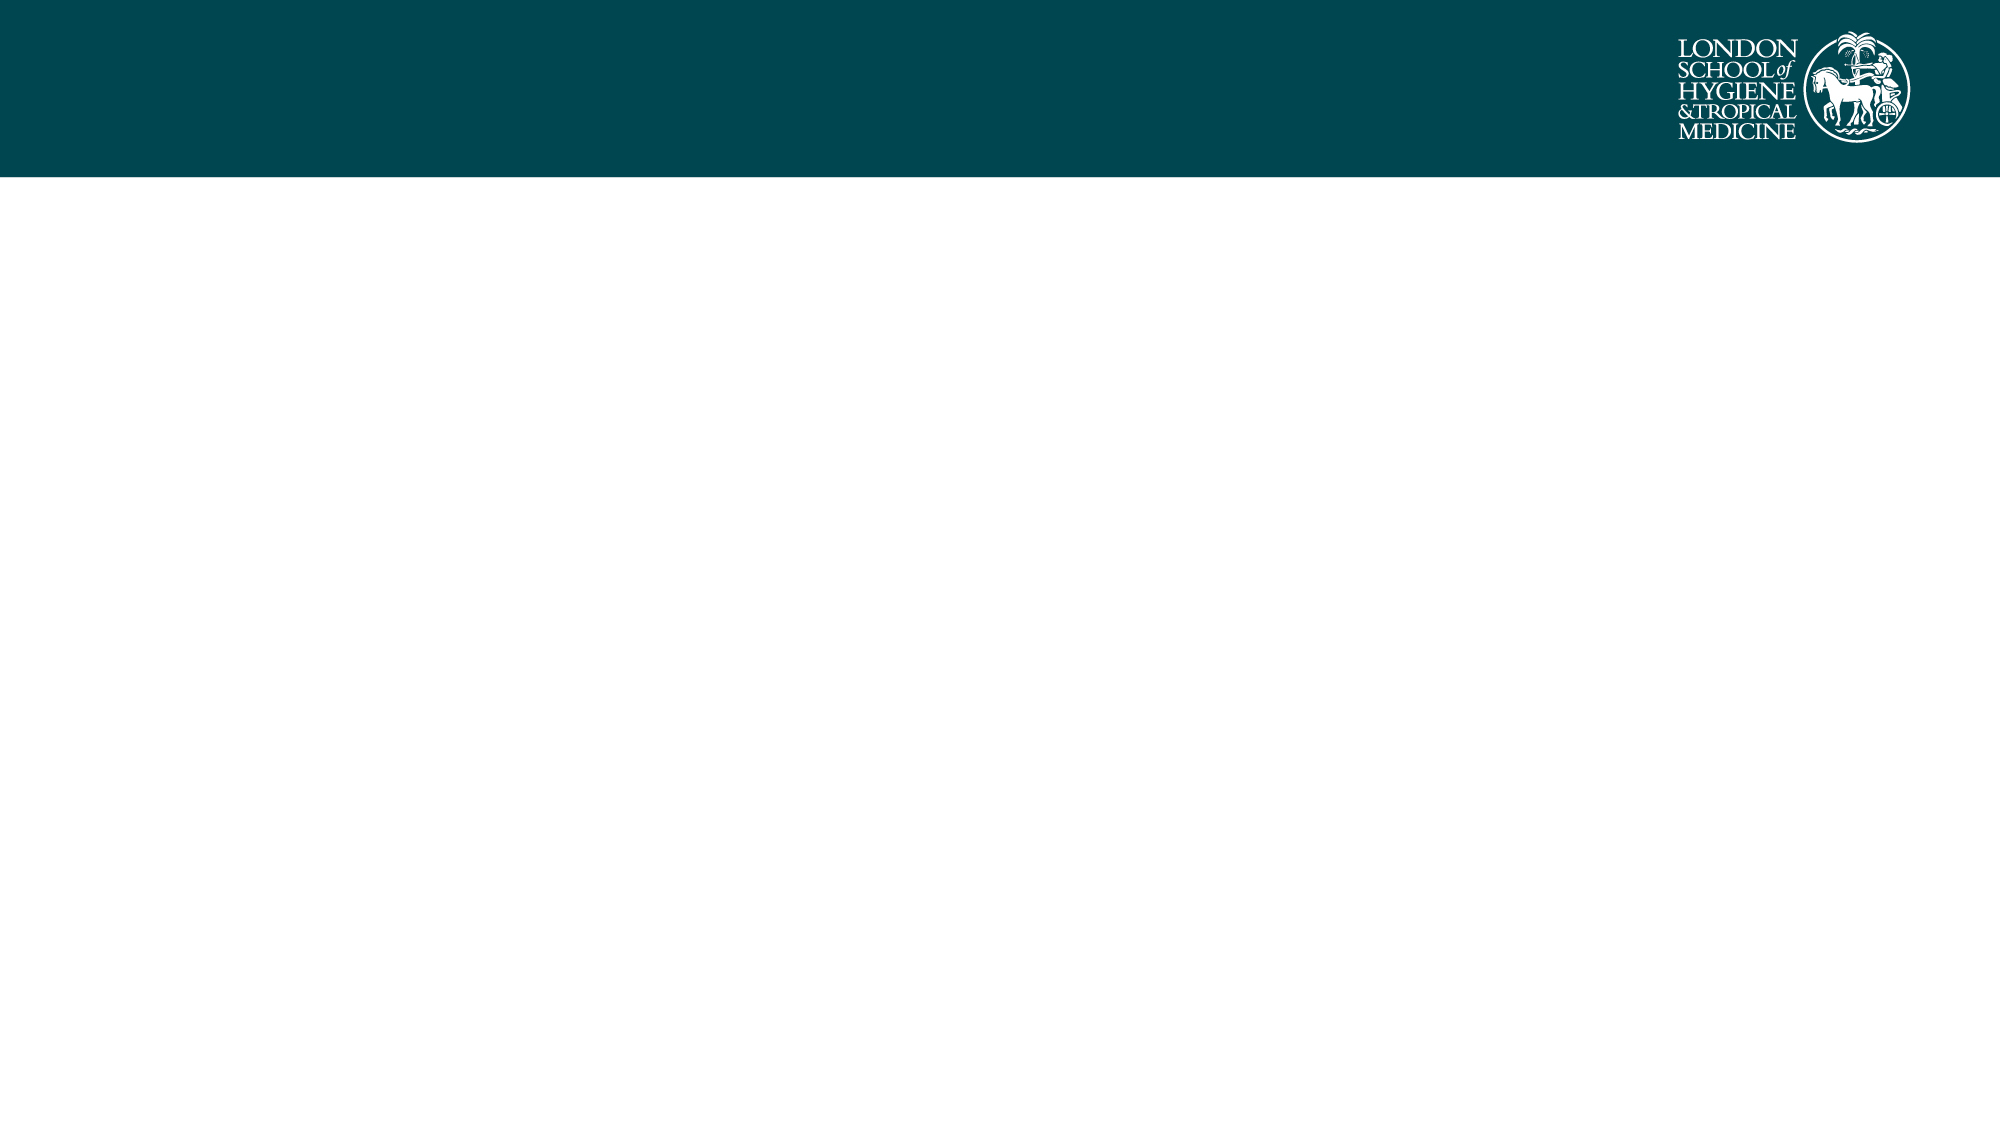 LONDON
SCHOOL of
HYGIENE
&TROPICAL
MEDICINE